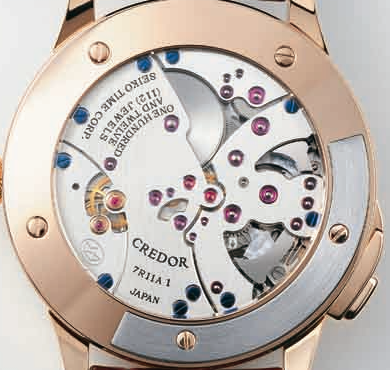 ONE HUNDRED
AND TWELVE
(112) JEWELS
SEIKO TIME CORP.
CREDOR
7R11A 1
JAPAN